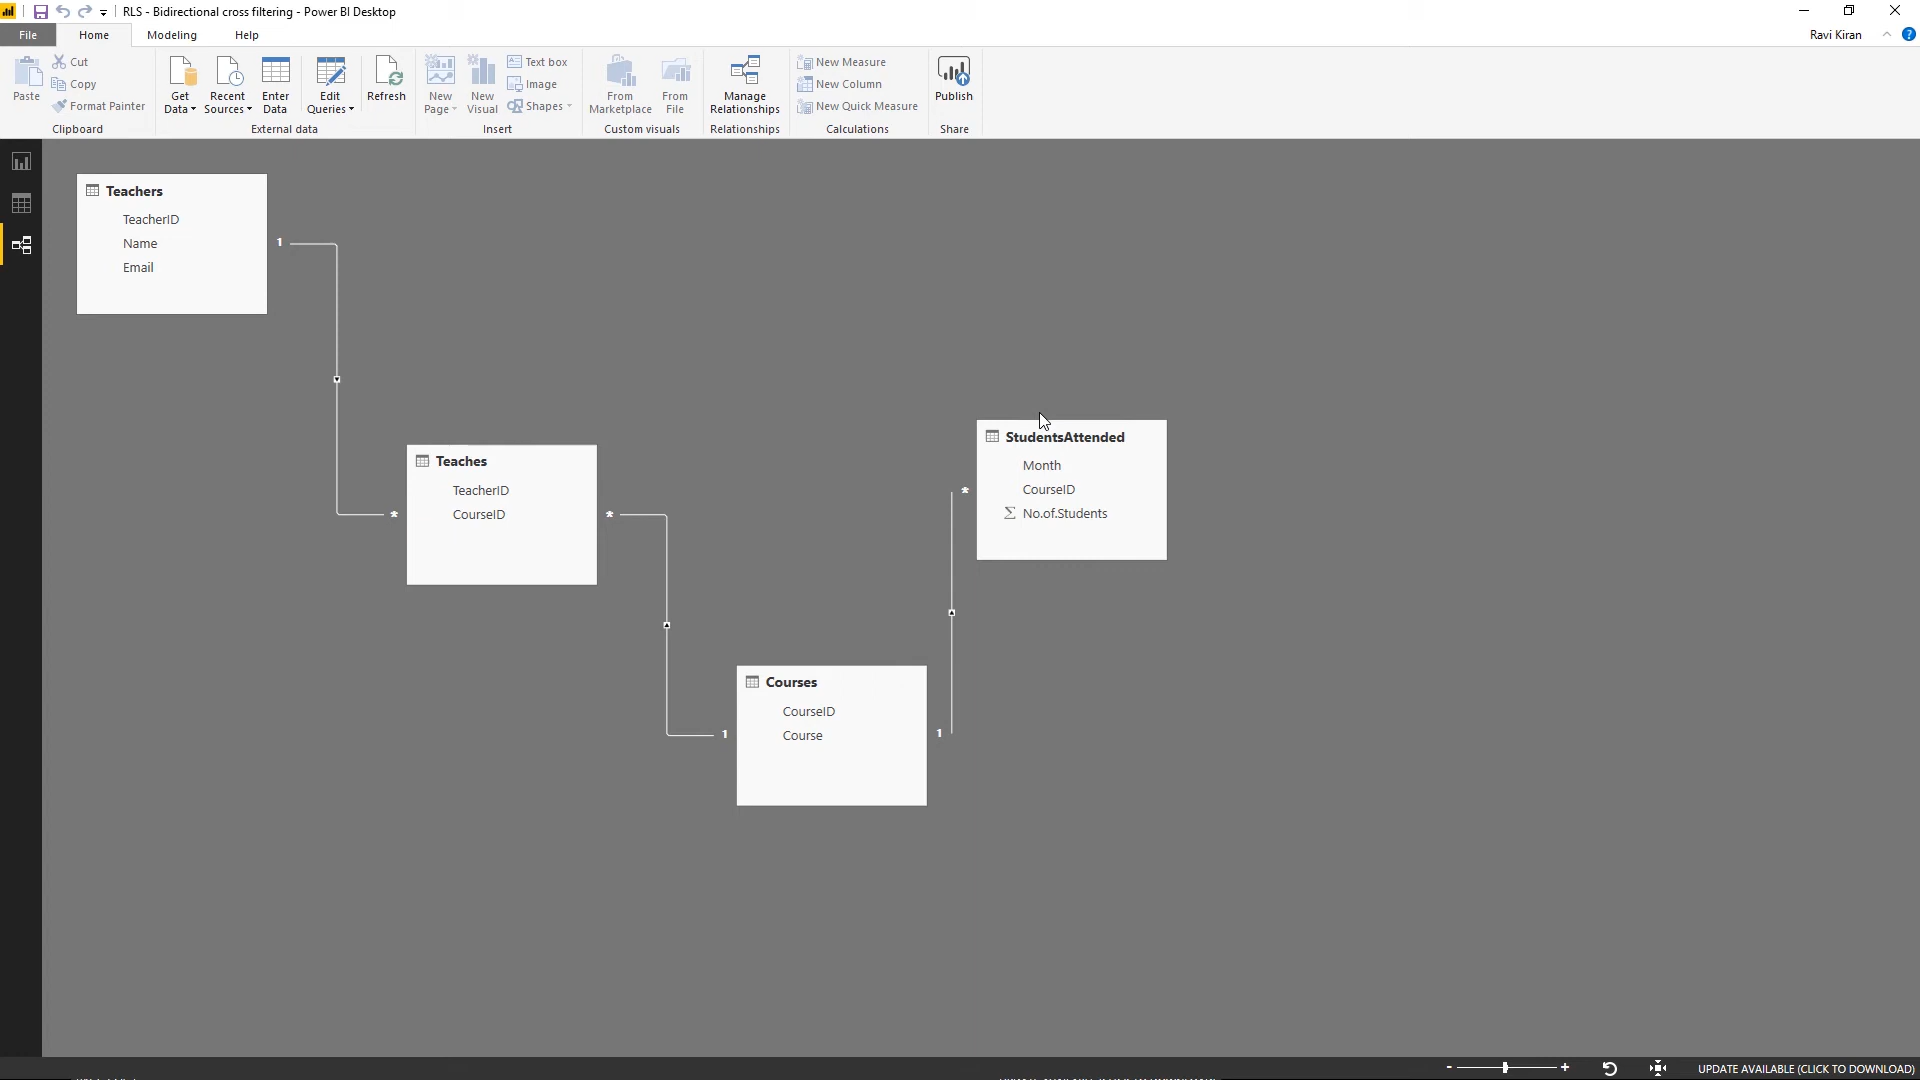 RLS - Bidirectional cross filtering - Power BI Desktop
File
Home
Modeling
Help
Ravi Kiran
?
Paste
Cut
Copy
Format Painter
Clipboard
Get Data
Recent Sources
Enter Data
Edit Queries
Refresh
External data
New Page
New Visual
Text box
Image
Shapes
Insert
From Marketplace
From File
Custom visuals
Manage Relationships
Relationships
New Measure
New Column
New Quick Measure
Calculations
Publish
Share
Teachers
TeacherID
Name
Email
1
*
Teaches
TeacherID
CourseID
*
1
Courses
CourseID
Course
1
*
StudentsAttended
Month
CourseID
Σ No.of.Students
- +
UPDATE AVAILABLE (CLICK TO DOWNLOAD)